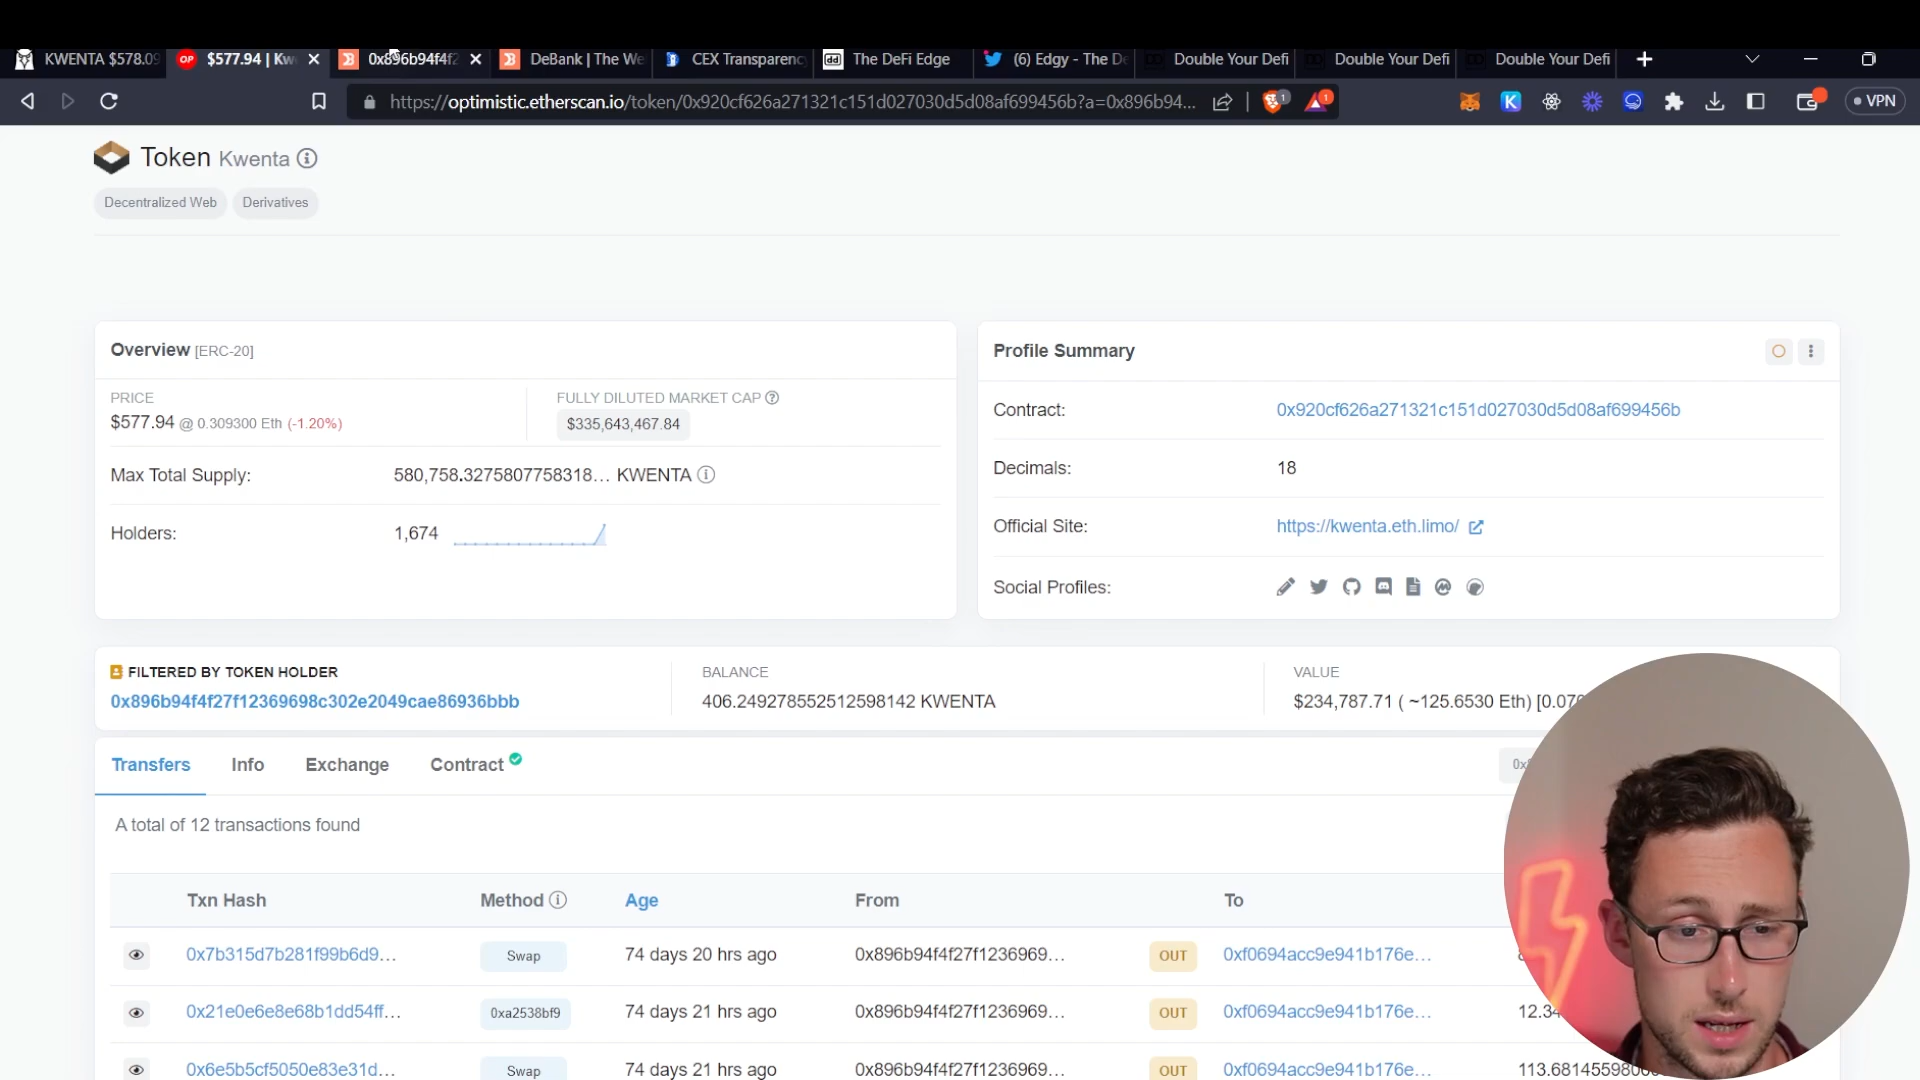 KWENTA $578.09
OP $577.94 | Kw
0x896b94f4f2
DeBank | The We
CEX Transparenc
The DeFi Edge
(6) Edgy - The De
Double Your Defi
Double Your Defi
Double Your Defi
https://optimistic.etherscan.io/token/0x920cf626a271321c151d027030d5d08af699456b?a=0x896b94...
1
1
K
VPN
Token Kwenta
Decentralized Web
Derivatives
Overview [ERC-20]
PRICE
$577.94 @ 0.309300 Eth (-1.20%)
FULLY DILUTED MARKET CAP
$335,643,467.84
Max Total Supply: 580,758.3275807758318... KWENTA
Holders: 1,674
Profile Summary
Contract: 0x920cf626a271321c151d027030d5d08af699456b
Decimals: 18
Official Site: https://kwenta.eth.limo/
Social Profiles:
FILTERED BY TOKEN HOLDER
0x896b94f4f27f12369698c302e2049cae86936bbb
BALANCE
406.249278552512598142 KWENTA
VALUE
$234,787.71 ( ~125.6530 Eth)
Transfers Info Exchange Contract
A total of 12 transactions found
Txn Hash Method Age From To
0x7b315d7b281f99b6d9... Swap 74 days 20 hrs ago 0x896b94f4f27f1236969... OUT 0xf0694acc9e941b176e...
0x21e0e6e8e68b1dd54ff... 0xa2538bf9 74 days 21 hrs ago 0x896b94f4f27f1236969... OUT 0xf0694acc9e941b176e... 12.34
0x6e5b5cf5050e83e31d... Swap 74 days 21 hrs ago 0x896b94f4f27f1236969... OUT 0xf0694acc9e941b176e...